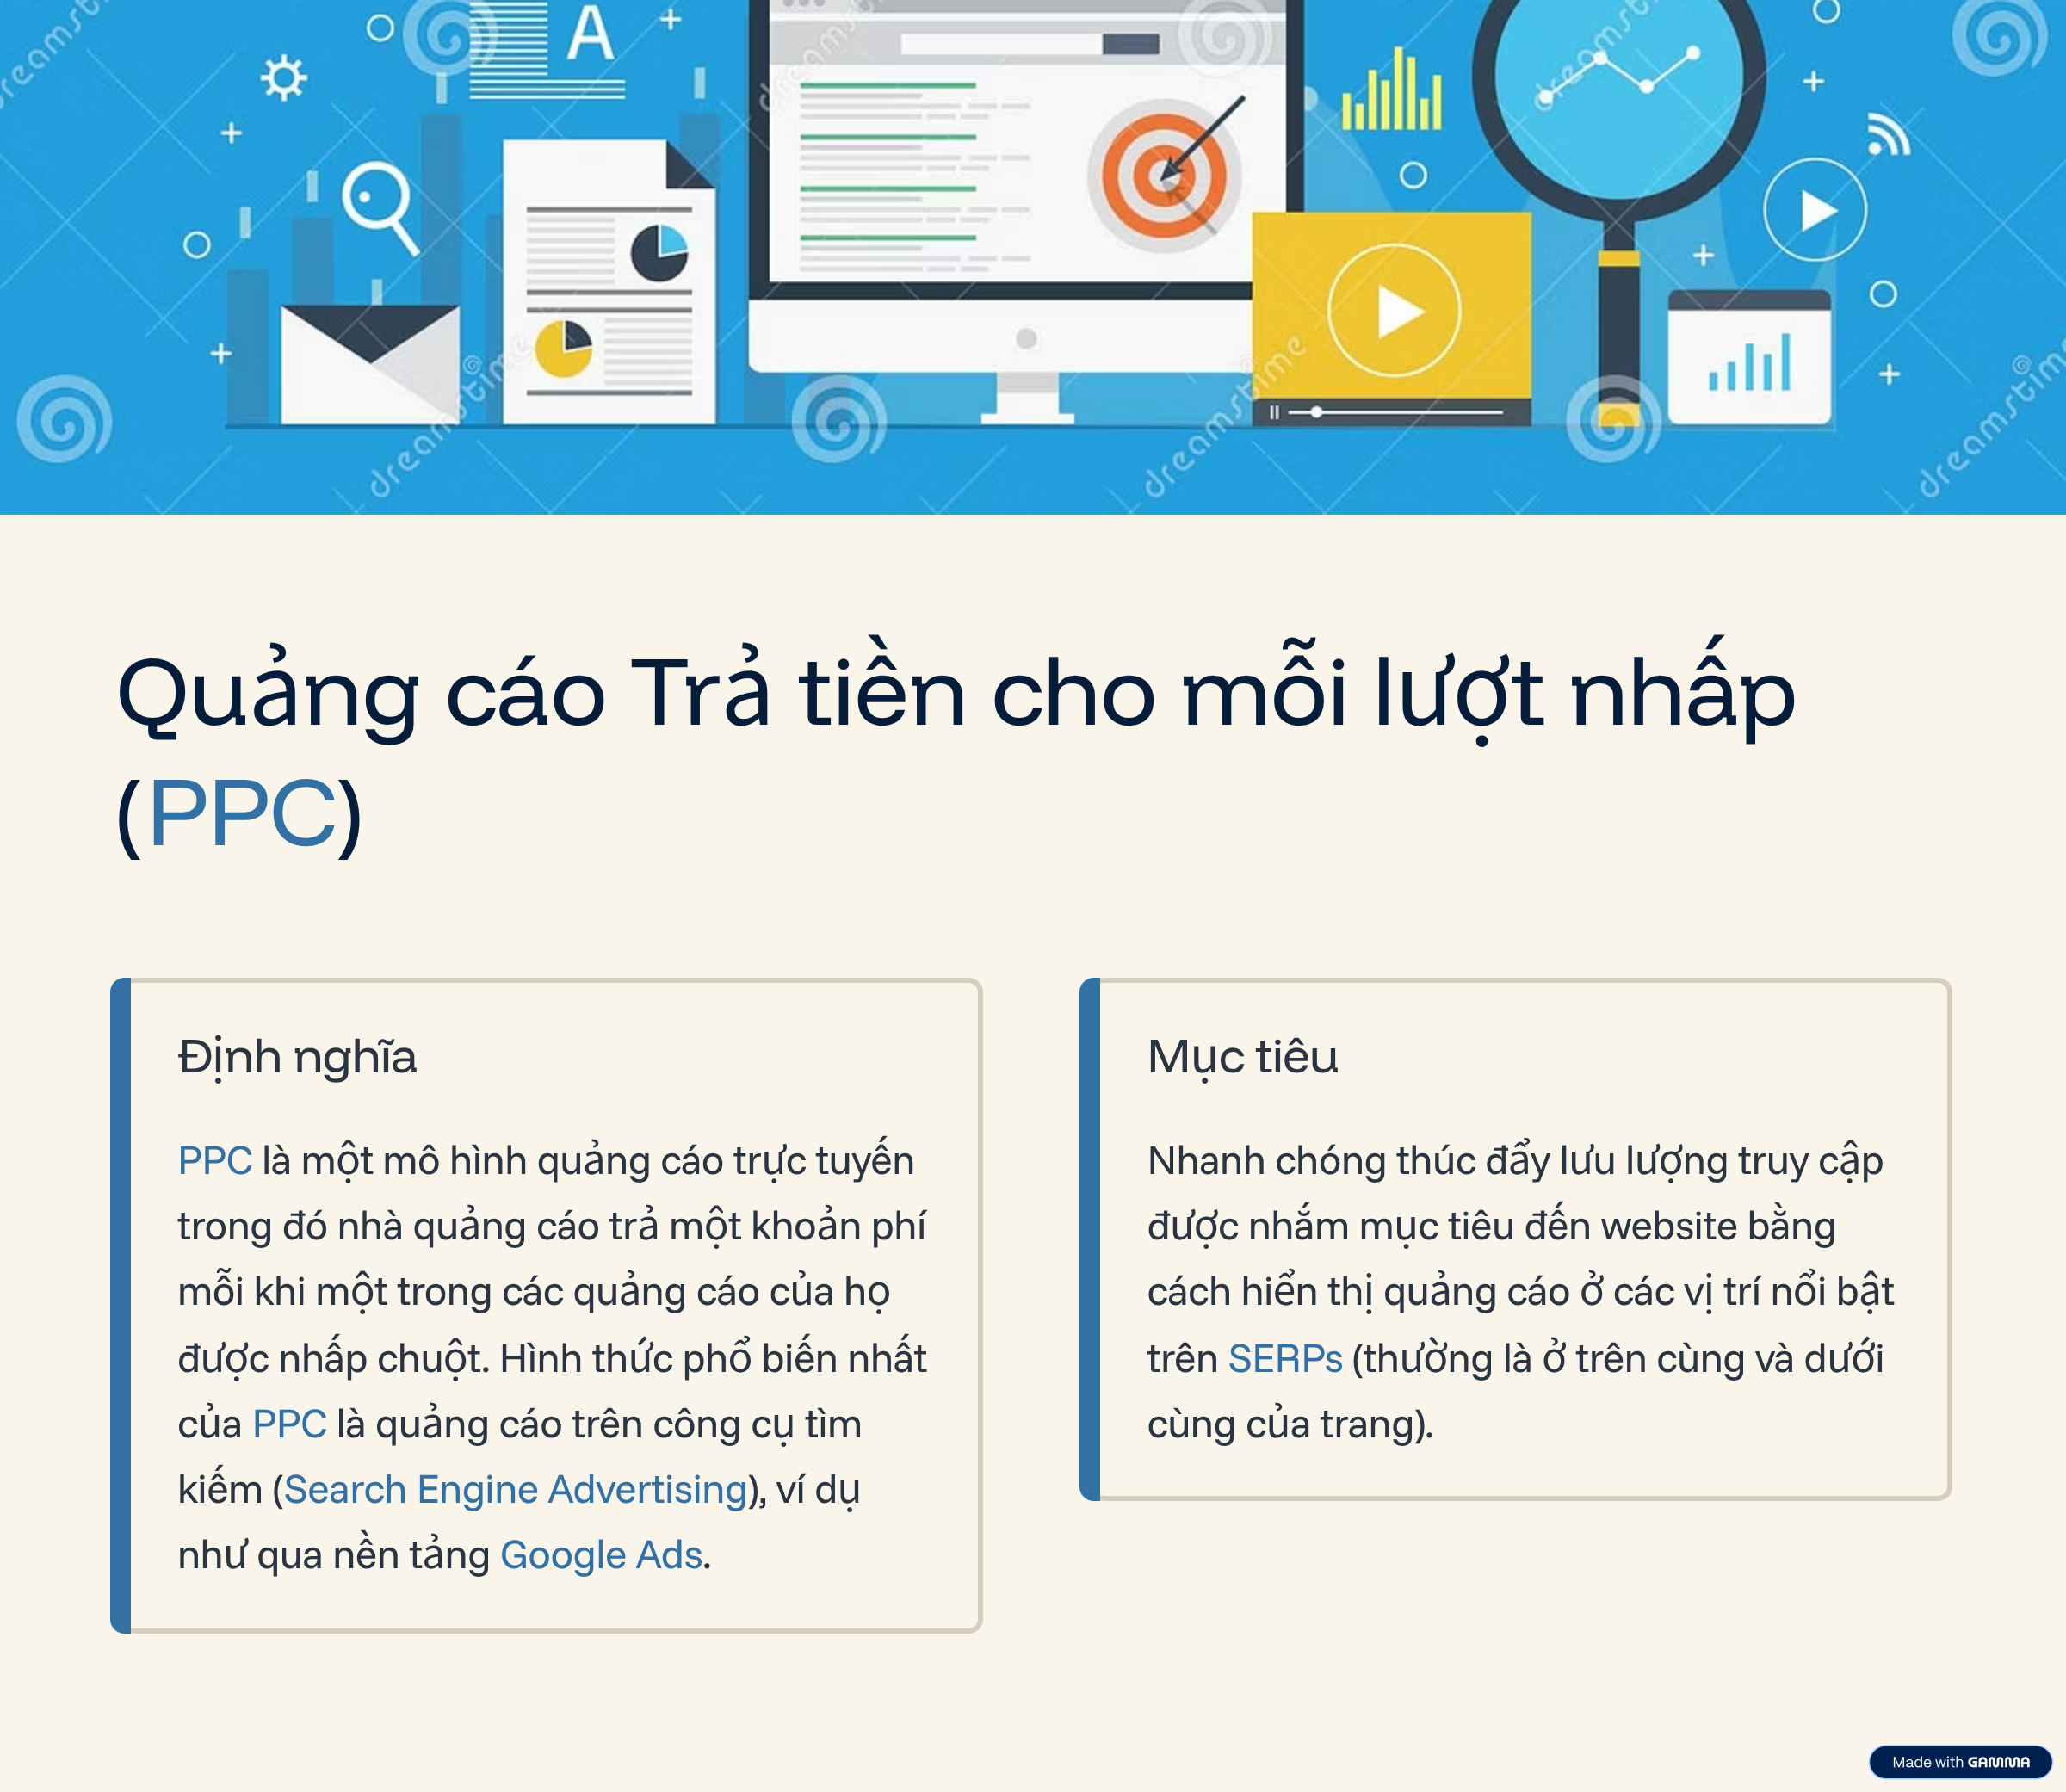 A
dreamstime
dreamstime
dreamstime
dreamstime
dreamstime
dreamstime
Quảng cáo Trả tiền cho mỗi lượt nhấp
(PPC)
Định nghĩa
PPC là một mô hình quảng cáo trực tuyến
trong đó nhà quảng cáo trả một khoản phí
mỗi khi một trong các quảng cáo của họ
được nhấp chuột. Hình thức phổ biến nhất
của PPC là quảng cáo trên công cụ tìm
kiếm (Search Engine Advertising), ví dụ
như qua nền tảng Google Ads.
Mục tiêu
Nhanh chóng thúc đẩy lưu lượng truy cập
được nhắm mục tiêu đến website bằng
cách hiển thị quảng cáo ở các vị trí nổi bật
trên SERPs (thường là ở trên cùng và dưới
cùng của trang).
Made with GAMMA